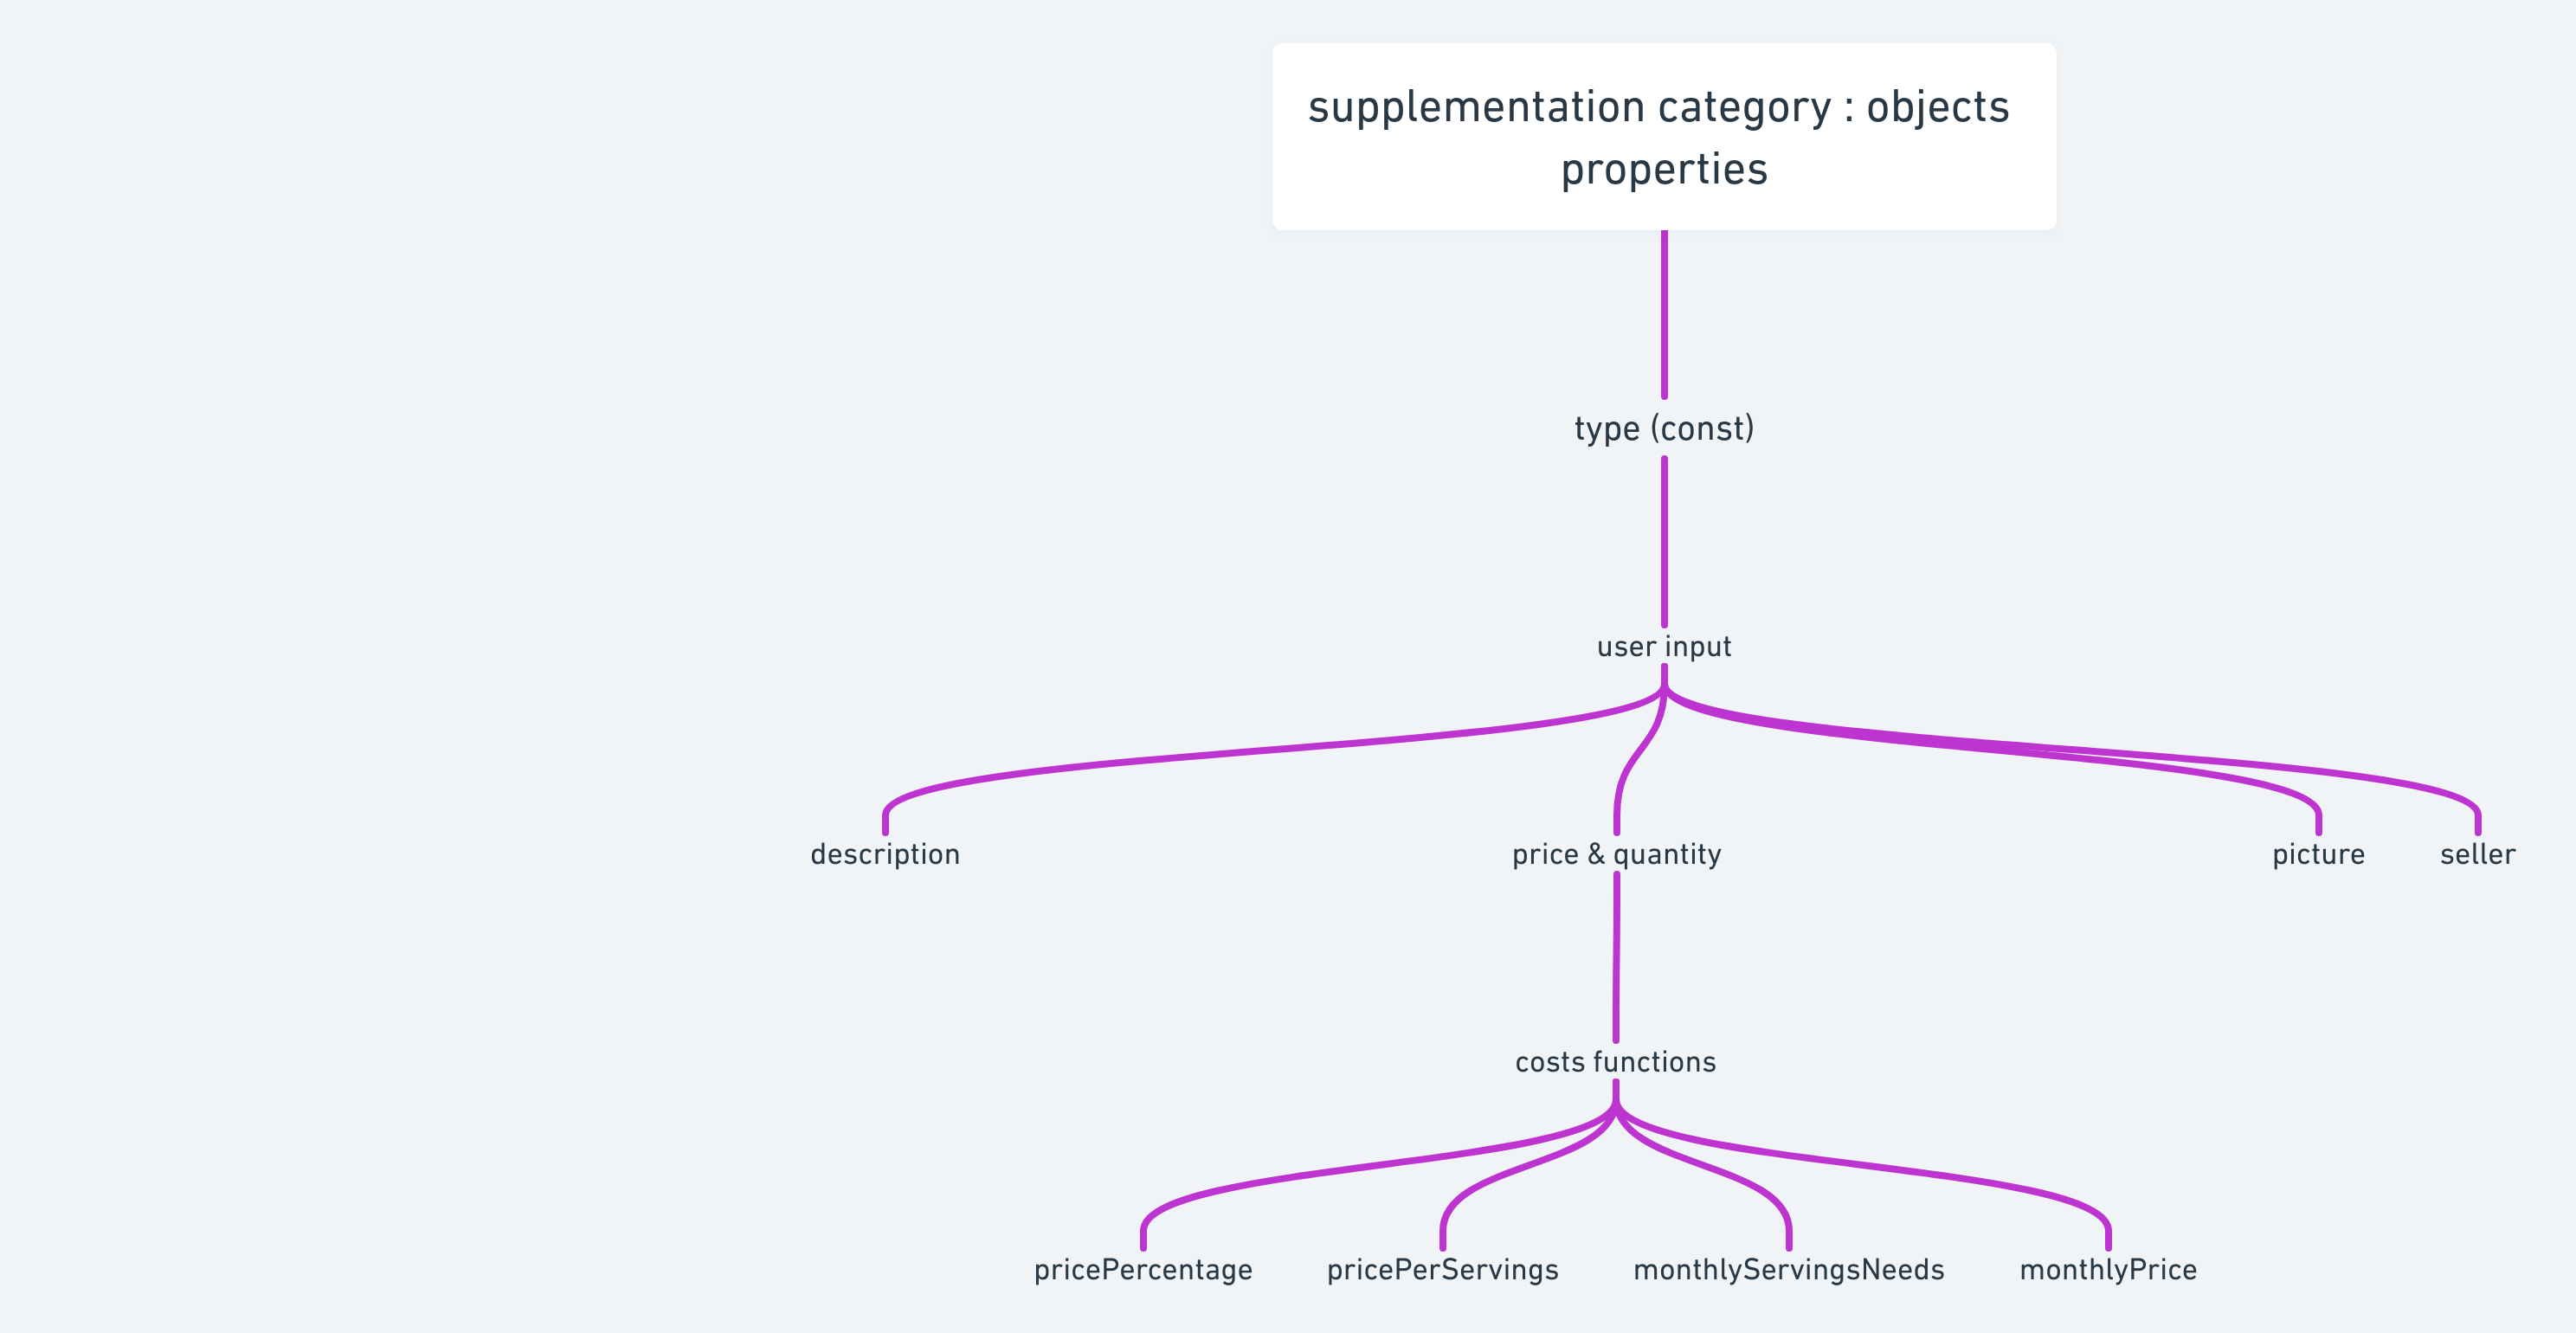 supplementation category : objects
properties
type (const)
user input
description
price & quantity
picture
seller
costs functions
pricePercentage
pricePerServings
monthlyServingsNeeds
monthlyPrice